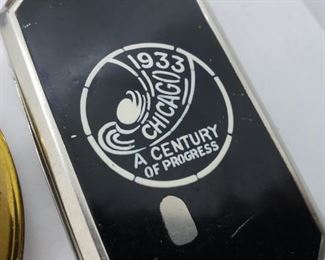 1933
CHICAGO
A CENTURY
OF PROGRESS